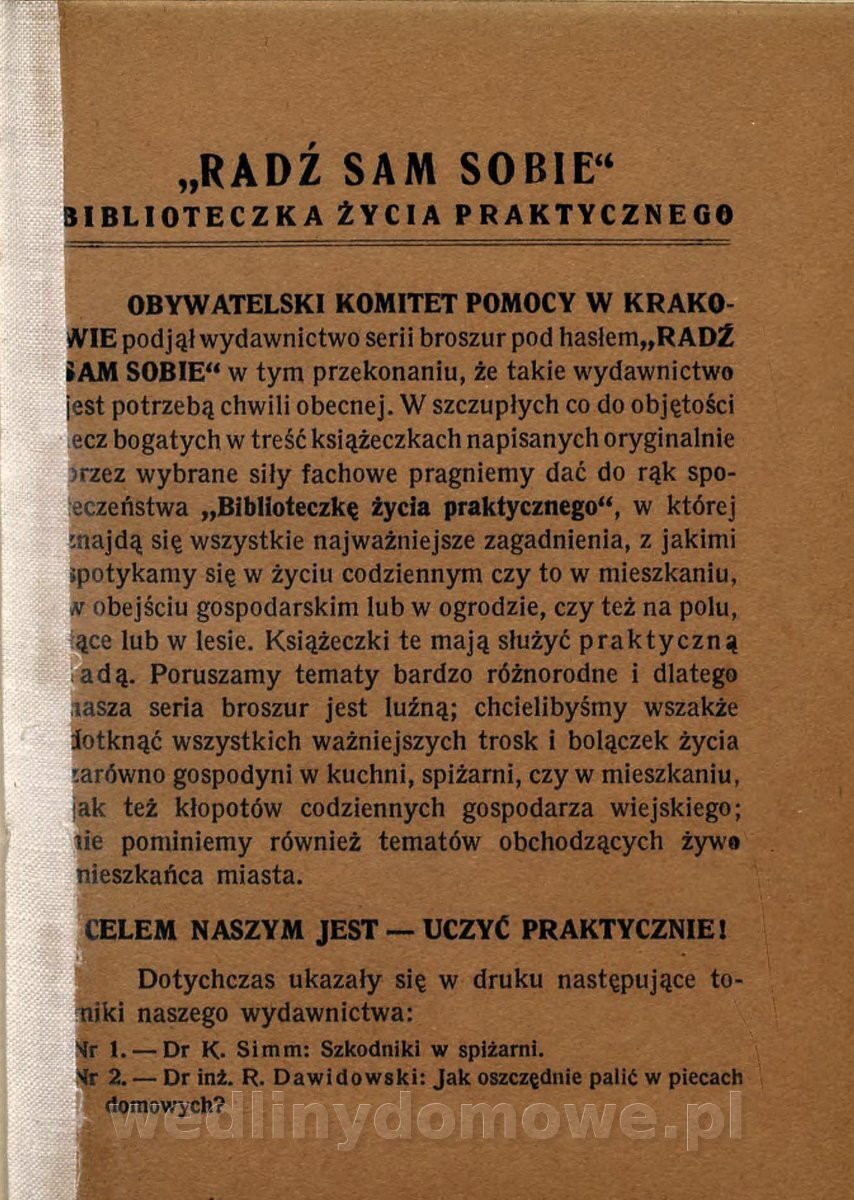 „RADŹ SAM SOBIE“
BIBLIOTECZKA ŻYCIA PRAKTYCZNEGO
OBYWATELSKI KOMITET POMOCY W KRAKO-
WIE podjął wydawnictwo serii broszur pod hasłem „RADŹ
SAM SOBIE“ w tym przekonaniu, że takie wydawnictwo
jest potrzebą chwili obecnej. W szczupłych co do objętości
lecz bogatych w treść książeczkach napisanych oryginalnie
przez wybrane siły fachowe pragniemy dać do rąk spo-
łeczeństwa „Biblioteczkę życia praktycznego“, w której
znajdą się wszystkie najważniejsze zagadnienia, z jakimi
spotykamy się w życiu codziennym czy to w mieszkaniu,
w obejściu gospodarskim lub w ogrodzie, czy też na polu,
łące lub w lesie. Książeczki te mają służyć praktyczną
radą. Poruszamy tematy bardzo różnorodne i dlatego
nasza seria broszur jest luźną; chcielibyśmy wszakże
dotknąć wszystkich ważniejszych trosk i bolączek życia
zarówno gospodyni w kuchni, spiżarni, czy w mieszkaniu,
jak też kłopotów codziennych gospodarza wiejskiego;
nie pominiemy również tematów obchodzących żywo
mieszkańca miasta.
CELEM NASZYM JEST — UCZYĆ PRAKTYCZNIE!
Dotychczas ukazały się w druku następujące to-
miki naszego wydawnictwa:
Nr 1. — Dr K. Simm: Szkodniki w spiżarni.
Nr 2. — Dr inż. R. Dawidowski: Jak oszczędnie palić w piecach
domowych?
wedlinydomowe.pl